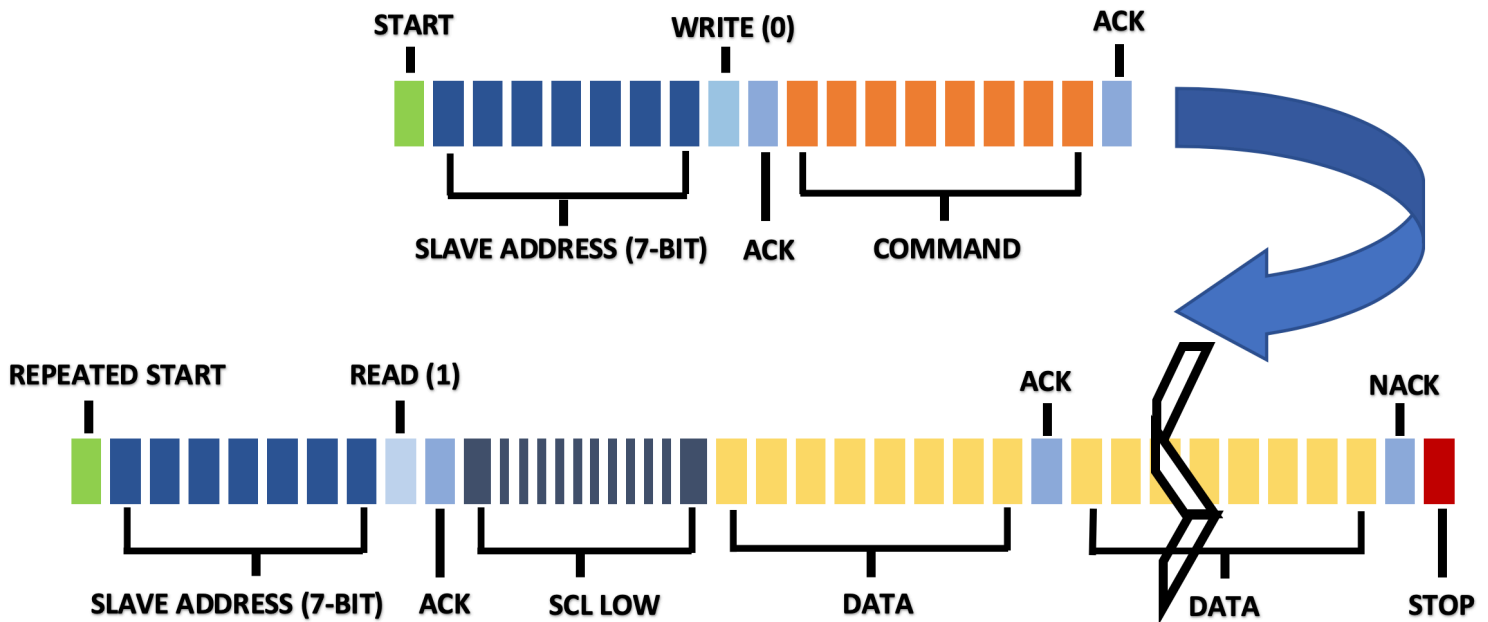 START
WRITE (0)
ACK
SLAVE ADDRESS (7-BIT)
ACK
COMMAND
REPEATED START
READ (1)
ACK
NACK
SLAVE ADDRESS (7-BIT)
ACK
SCL LOW
DATA
DATA
STOP